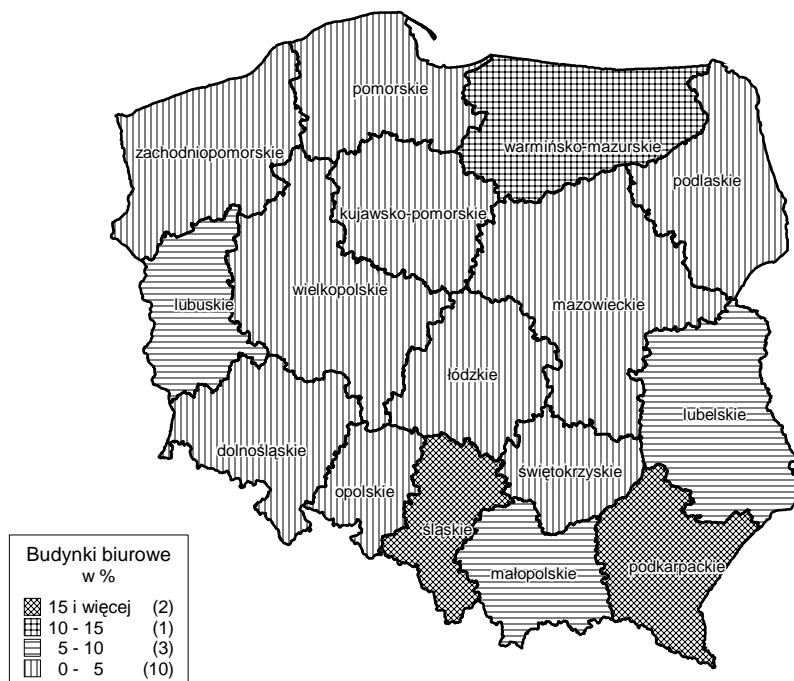 pomorskie
warmińsko-mazurskie
zachodniopomorskie
podlaskie
kujawsko-pomorskie
wielkopolskie
lubuskie
mazowieckie
łódzkie
lubelskie
dolnośląskie
świętokrzyskie
opolskie
śląskie
małopolskie
podkarpackie
Budynki biurowe
w %
15 i więcej (2)
10 - 15 (1)
5 - 10 (3)
0 - 5 (10)